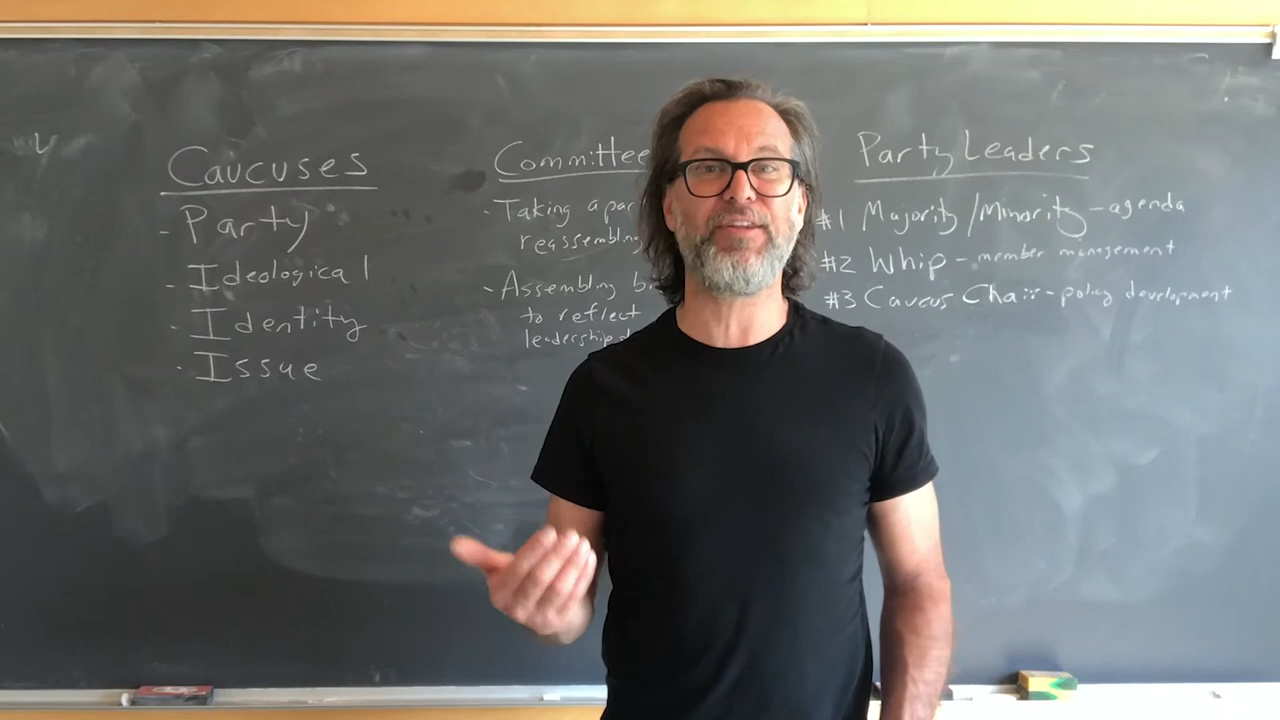 Caucuses
- Party
- Ideological
- Identity
- Issue
Committee
- Taking apar
reassembling
- Assembling b
to reflect
leadership
Party Leaders
#1 Majority/Minority - agenda
#2 Whip - member management
#3 Caucus Chair - policy development